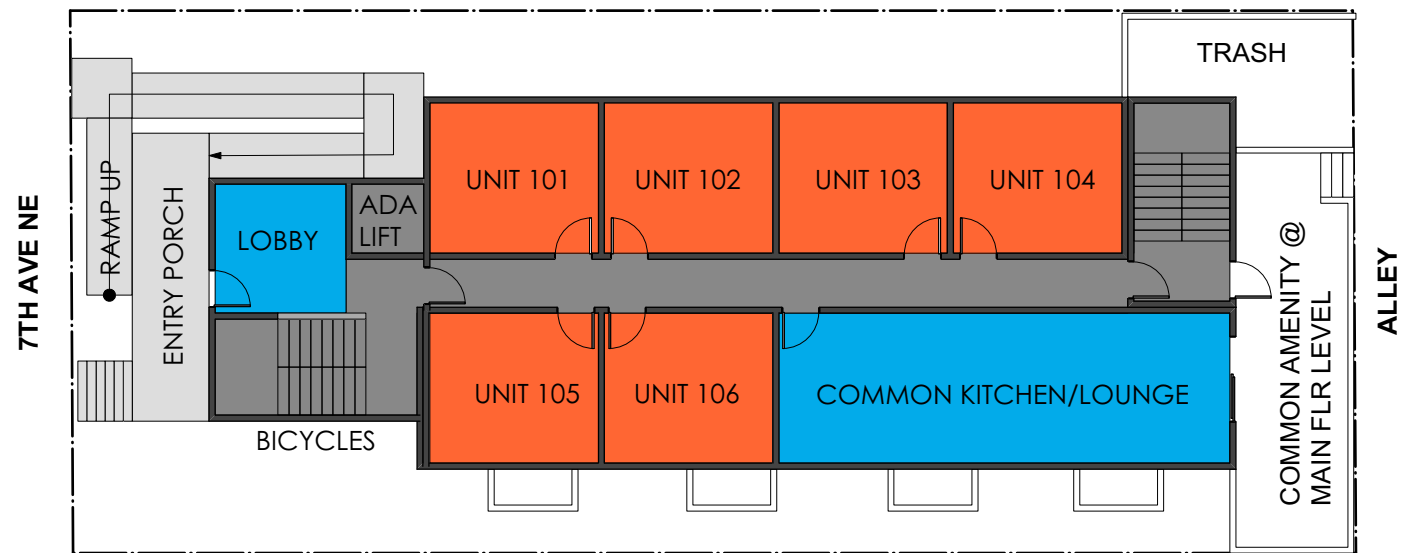 TRASH
UNIT 101
UNIT 102
UNIT 103
UNIT 104
ADA
LIFT
LOBBY
RAMP UP
ENTRY PORCH
7TH AVE NE
COMMON AMENITY @
MAIN FLR LEVEL
ALLEY
UNIT 105
UNIT 106
COMMON KITCHEN/LOUNGE
BICYCLES